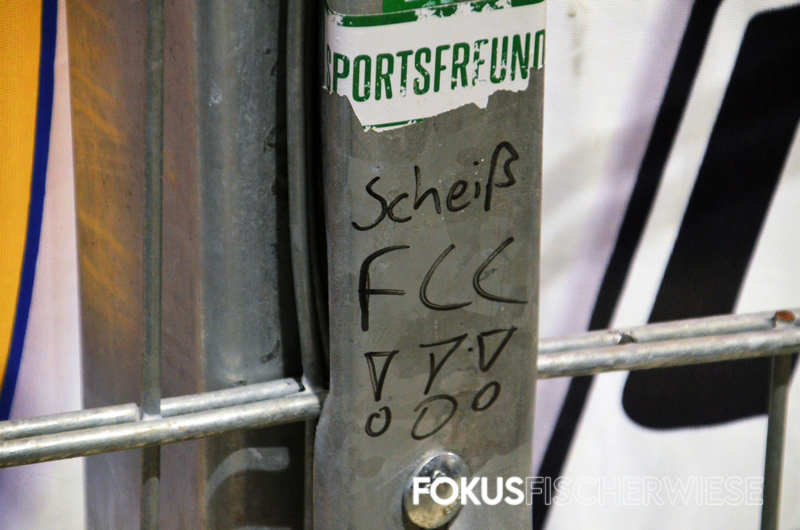 SPORTSFREUND
Scheiß
FCC
!!!
FOKUSFISCHERWIESE